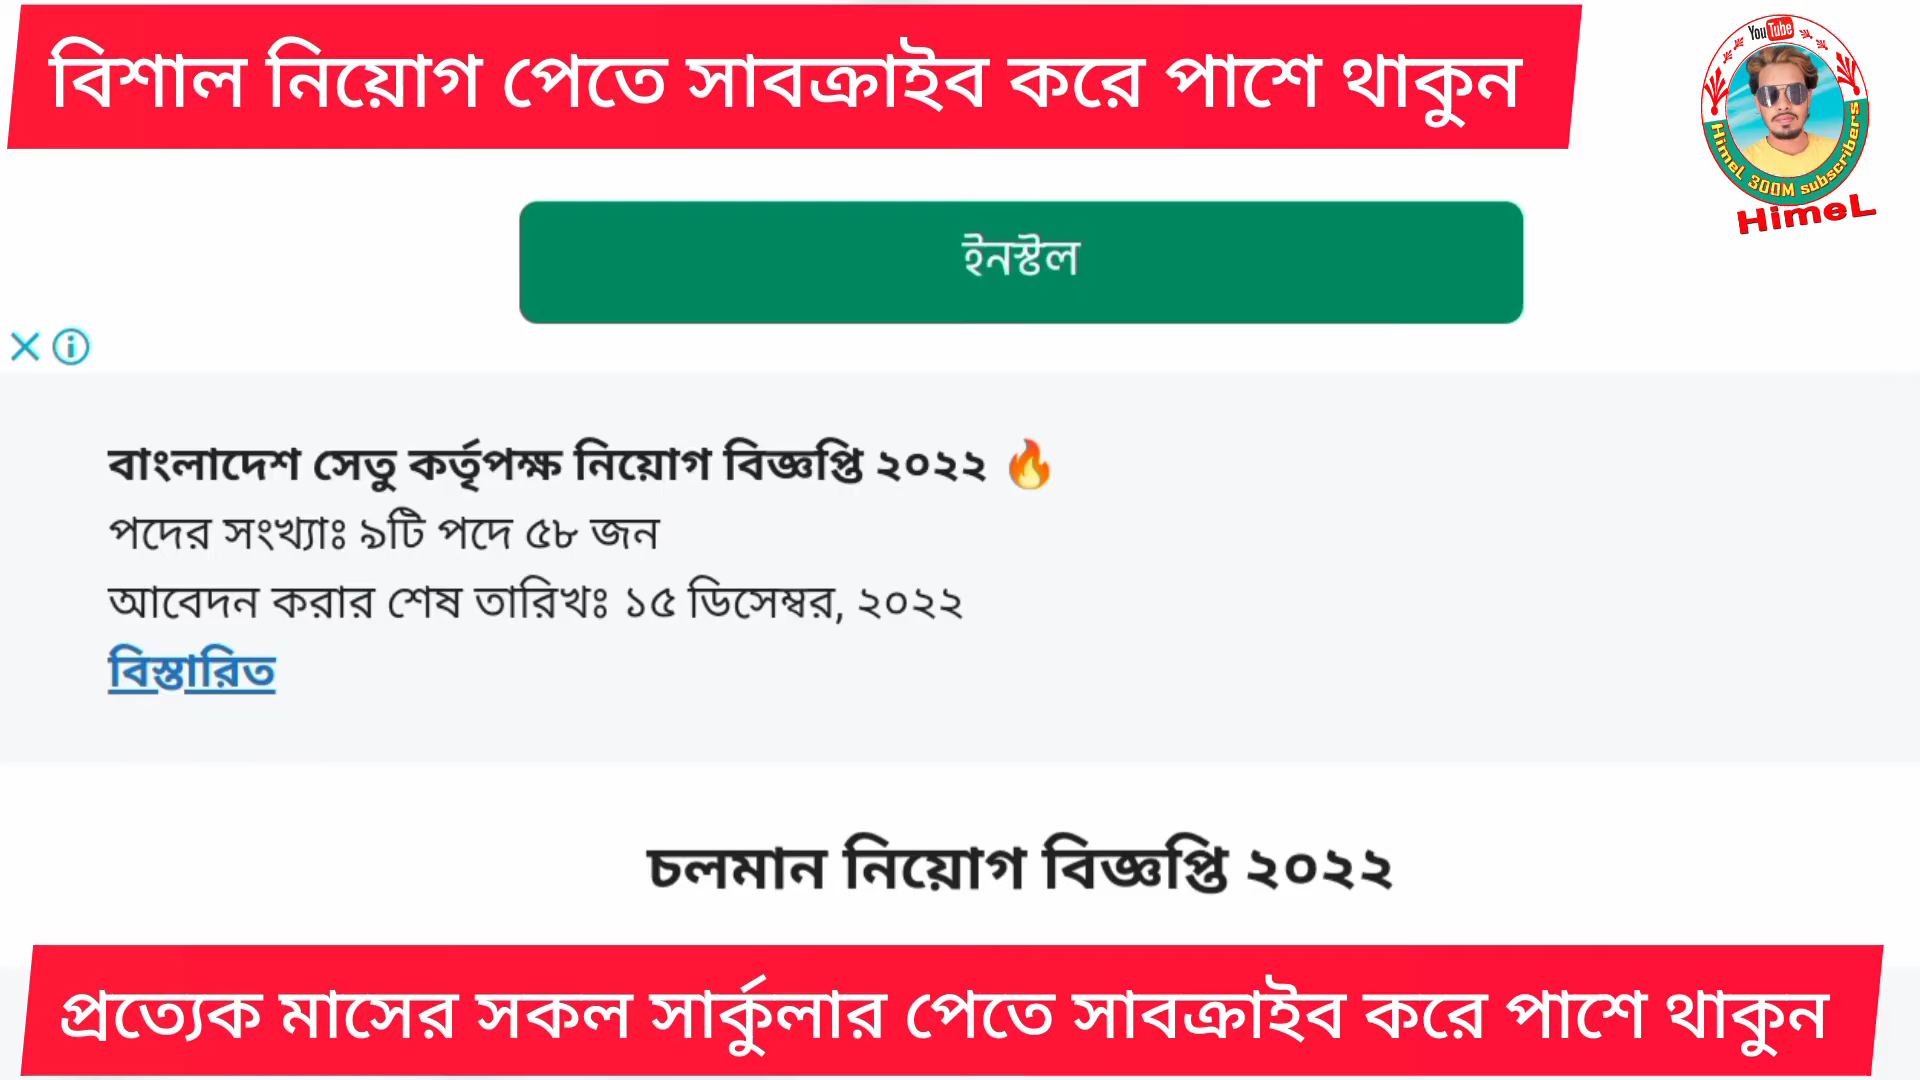 বিশাল নিয়োগ পেতে সাবক্রাইব করে পাশে থাকুন
YouTube
HimeL 300M subscribers
HimeL
ইনস্টল
বাংলাদেশ সেতু কর্তৃপক্ষ নিয়োগ বিজ্ঞপ্তি ২০২২ 🔥
পদের সংখ্যাঃ ৯টি পদে ৫৮ জন
আবেদন করার শেষ তারিখঃ ১৫ ডিসেম্বর, ২০২২
বিস্তারিত
চলমান নিয়োগ বিজ্ঞপ্তি ২০২২
প্রত্যেক মাসের সকল সার্কুলার পেতে সাবক্রাইব করে পাশে থাকুন